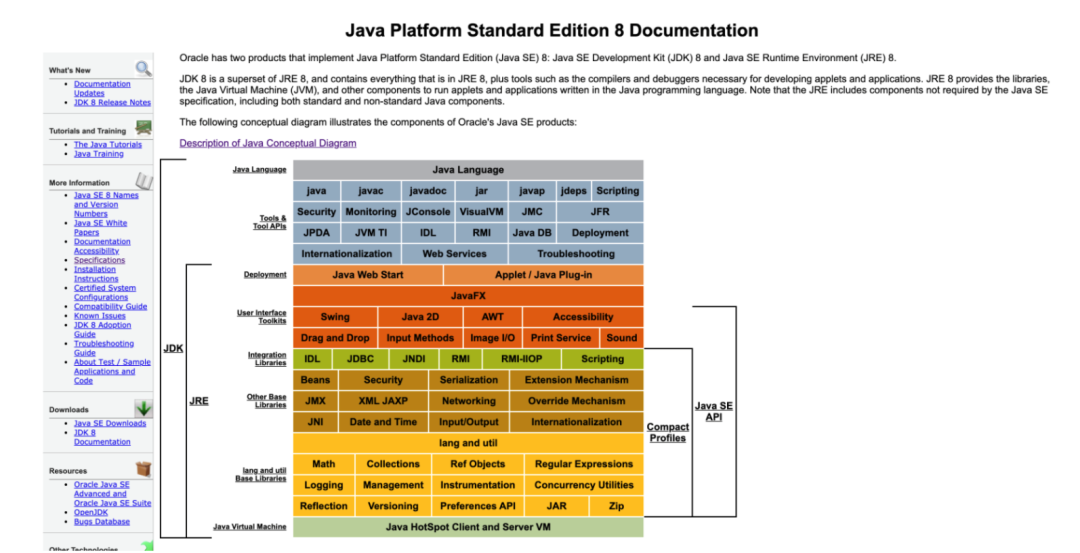 Java Platform Standard Edition 8 Documentation
What's New
Documentation
Updates
JDK 8 Release Notes
Tutorials and Training
The Java Tutorials
Java Training
More Information
Java SE 8 Names
and Version
Numbers
Java SE White
Papers
Documentation
Accessibility
Specifications
Installation
Instructions
Certified System
Configurations
Compatibility Guide
Known Issues
JDK 8 Adoption
Guide
Troubleshooting
Guide
About Test / Sample
Applications and
Code
Downloads
Java SE Downloads
JDK 8
Documentation
Resources
Oracle Java SE
Advanced and
Oracle Java SE Suite
OpenJDK
Bugs Database
Other Technologies
Oracle has two products that implement Java Platform Standard Edition (Java SE) 8: Java SE Development Kit (JDK) 8 and Java SE Runtime Environment (JRE) 8.
JDK 8 is a superset of JRE 8, and contains everything that is in JRE 8, plus tools such as the compilers and debuggers necessary for developing applets and applications. JRE 8 provides the libraries,
the Java Virtual Machine (JVM), and other components to run applets and applications written in the Java programming language. Note that the JRE includes components not required by the Java SE
specification, including both standard and non-standard Java components.
The following conceptual diagram illustrates the components of Oracle's Java SE products:
Description of Java Conceptual Diagram
Java Language Java Language
java javac javadoc jar javap jdeps Scripting
Tools &
Tool APIs
Security Monitoring JConsole VisualVM JMC JFR
JPDA JVM TI IDL RMI Java DB Deployment
Internationalization Web Services Troubleshooting
Deployment Java Web Start Applet / Java Plug-in
JavaFX
User Interface
Toolkits
Swing Java 2D AWT Accessibility
Drag and Drop Input Methods Image I/O Print Service Sound
Integration
Libraries
IDL JDBC JNDI RMI RMI-IIOP Scripting
JDK
JRE
Other Base
Libraries
Beans Security Serialization Extension Mechanism
JMX XML JAXP Networking Override Mechanism
JNI Date and Time Input/Output Internationalization
Java SE
API
Compact
Profiles
lang and util
lang and util
Base Libraries
Math Collections Ref Objects Regular Expressions
Logging Management Instrumentation Concurrency Utilities
Reflection Versioning Preferences API JAR Zip
Java Virtual Machine Java HotSpot Client and Server VM